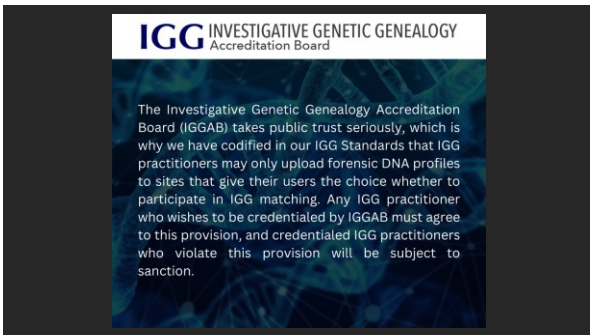 IGG INVESTIGATIVE GENETIC GENEALOGY
Accreditation Board
The Investigative Genetic Genealogy Accreditation
Board (IGGAB) takes public trust seriously, which is
why we have codified in our IGG Standards that IGG
practitioners may only upload forensic DNA profiles
to sites that give their users the choice whether to
participate in IGG matching. Any IGG practitioner
who wishes to be credentialed by IGGAB must agree
to this provision, and credentialed IGG practitioners
who violate this provision will be subject to
sanction.